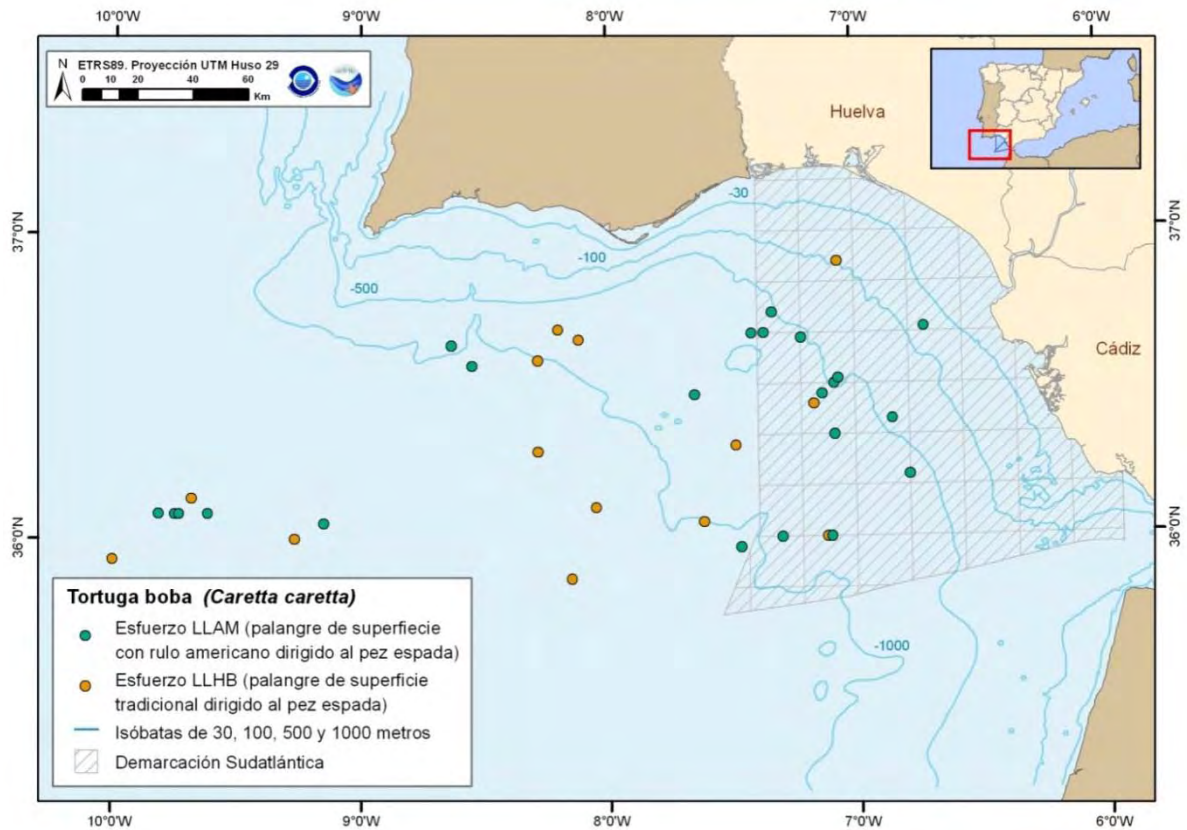 10°0'W 9°0'W 8°0'W 7°0'W 6°0'W
N ETRS89. Proyección UTM Huso 29
0 10 20 40 60
Km
Huelva
-30
37°0'N
37°0'N
-100
-500
Cádiz
36°0'N
36°0'N
-1000
Tortuga boba (Caretta caretta)
Esfuerzo LLAM (palangre de superfiecie
con rulo americano dirigido al pez espada)
Esfuerzo LLHB (palangre de superficie
tradicional dirigido al pez espada)
Isóbatas de 30, 100, 500 y 1000 metros
Demarcación Sudatlántica
10°0'W 9°0'W 8°0'W 7°0'W 6°0'W